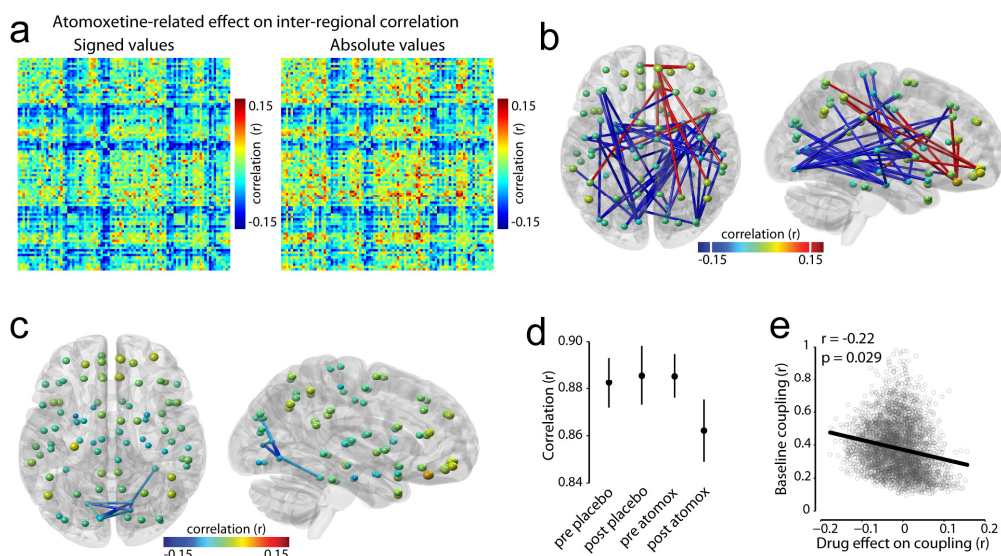 a
Atomoxetine-related effect on inter-regional correlation
Signed values
Absolute values
0.15
correlation (r)
-0.15
0.15
correlation (r)
-0.15
b
correlation (r)
-0.15
0.15
c
correlation (r)
-0.15
0.15
d
0.90
0.88
0.86
0.84
Correlation (r)
pre placebo
post placebo
pre atomox
post atomox
e
r = -0.22
p = 0.029
1
0.8
0.6
0.4
0.2
0
Baseline coupling (r)
-0.2
-0.1
0
0.1
0.2
Drug effect on coupling (r)